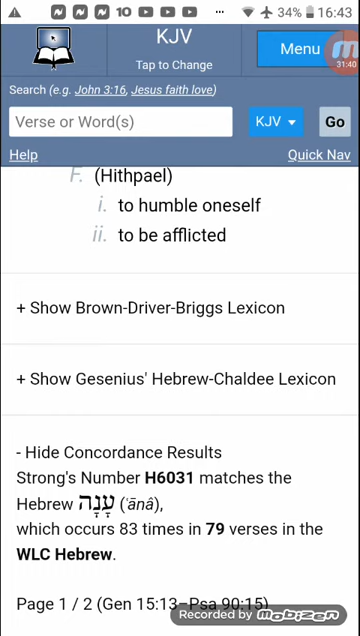 10 ... 34% 16:43
KJV
Tap to Change
Menu
31:40
Search (e.g. John 3:16, Jesus faith love)
Verse or Word(s)
KJV
Go
Help
Quick Nav
F. (Hithpael)
i. to humble oneself
ii. to be afflicted
+ Show Brown-Driver-Briggs Lexicon
+ Show Gesenius' Hebrew-Chaldee Lexicon
- Hide Concordance Results
Strong's Number H6031 matches the
Hebrew עָנָה (ʿānâ),
which occurs 83 times in 79 verses in the
WLC Hebrew.
Page 1 / 2 (Gen 15:13–Psa 90:15)
Recorded by mobizen